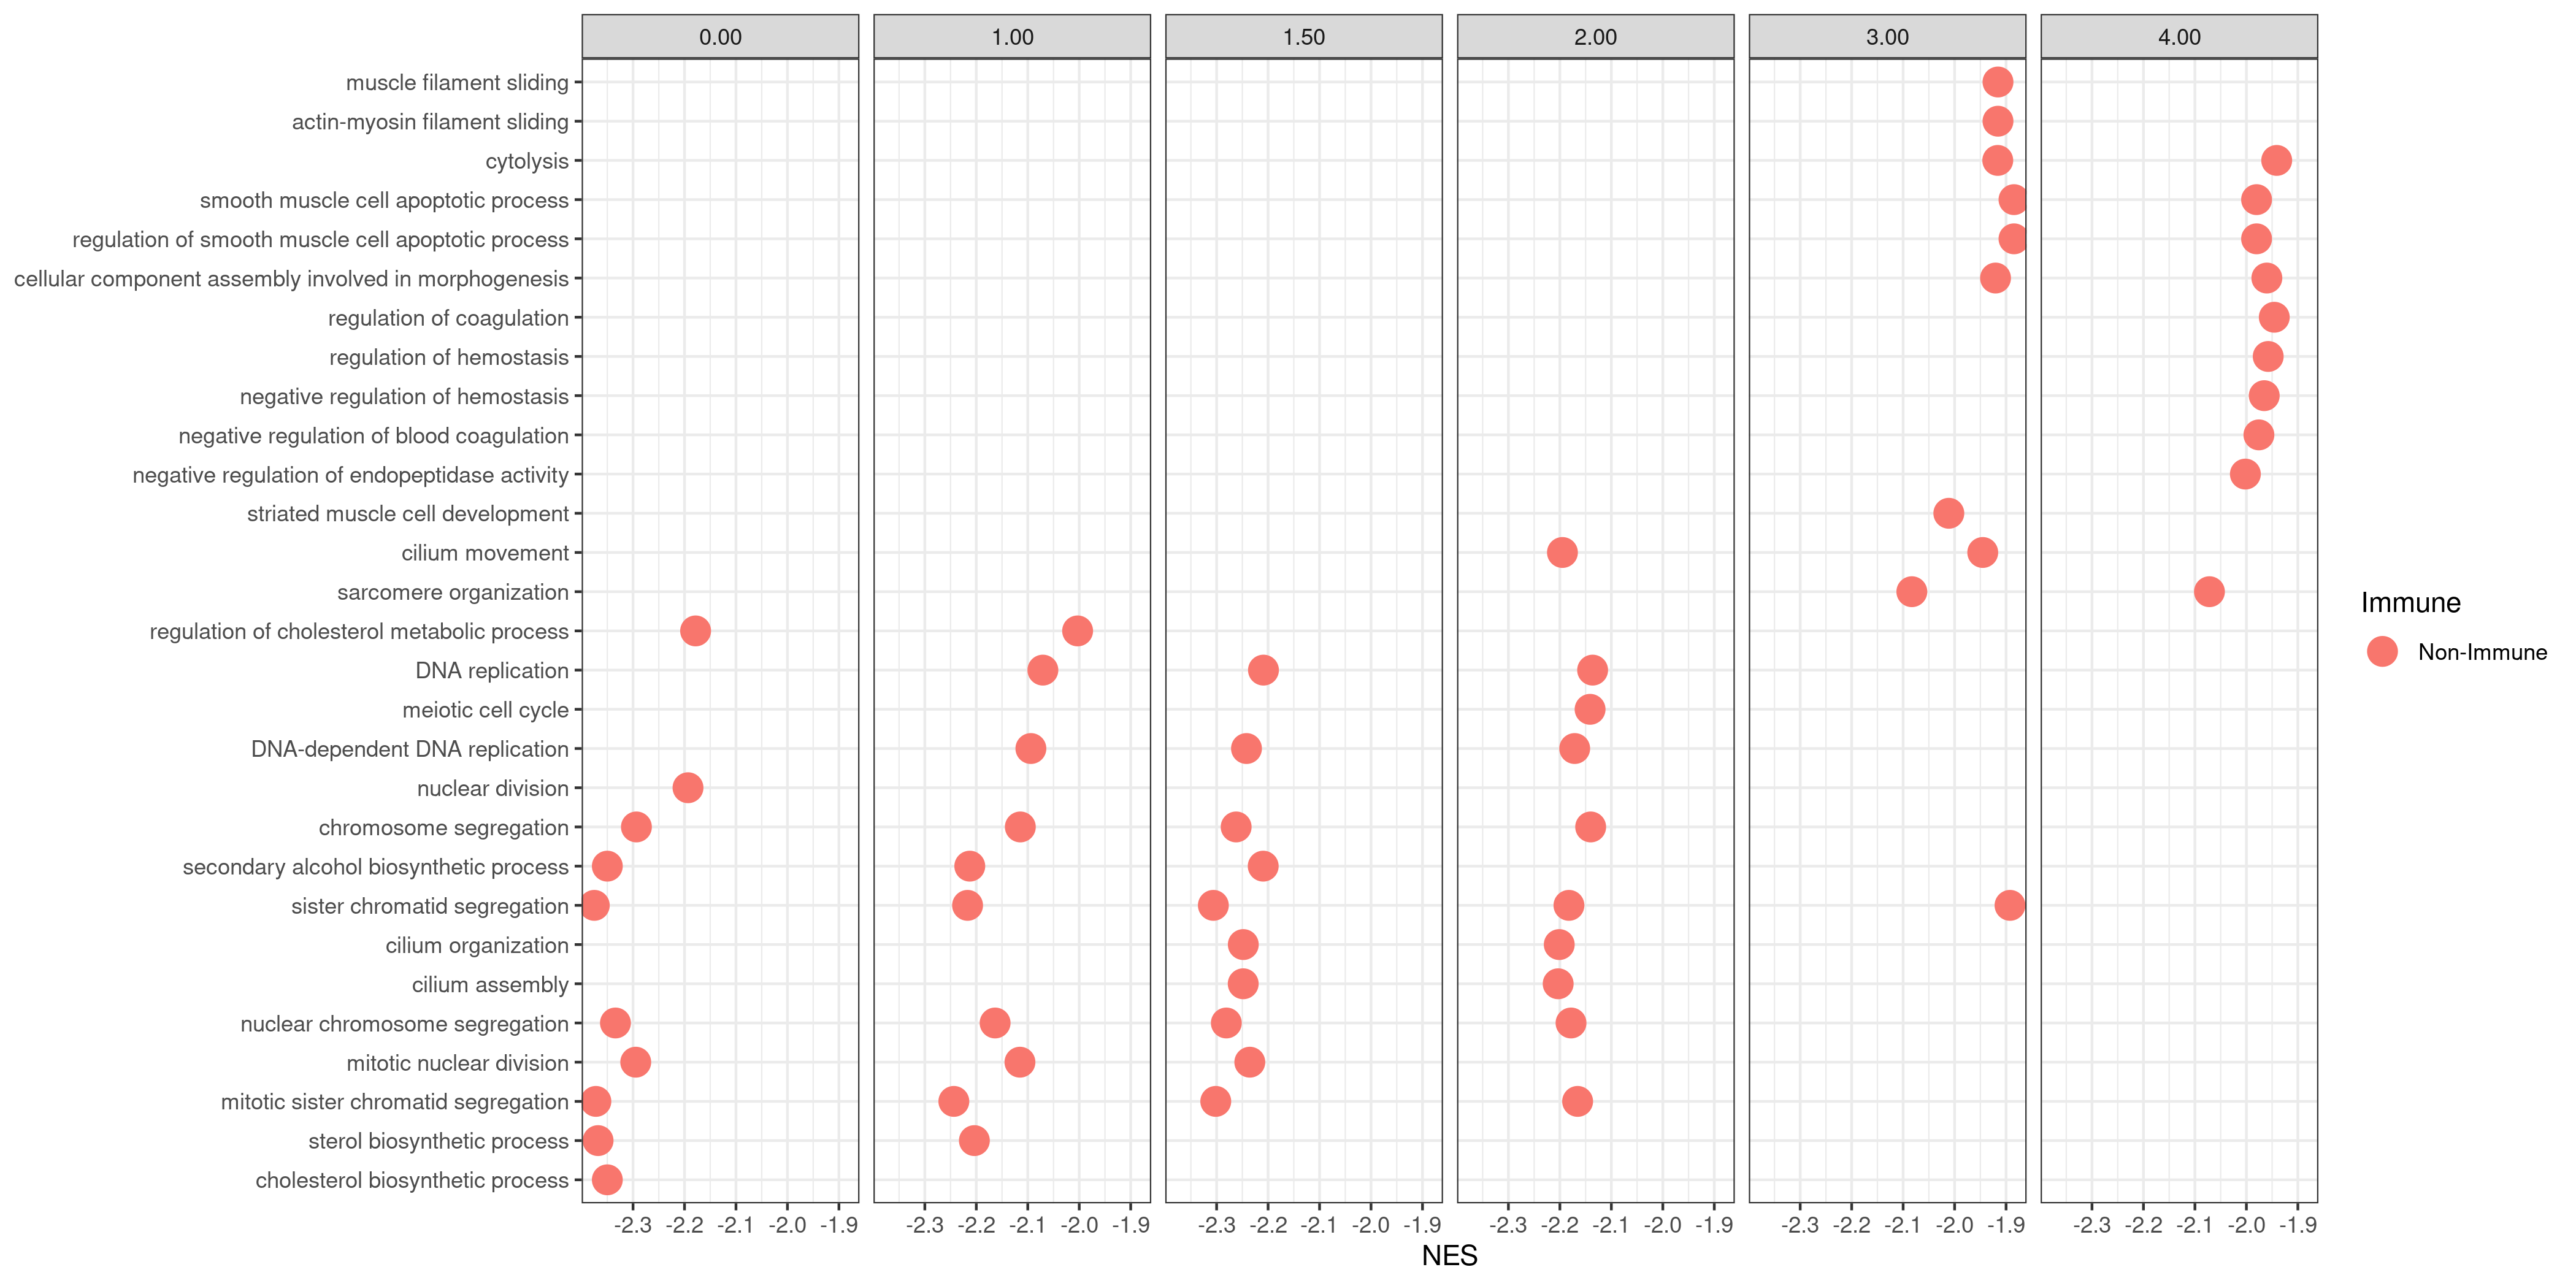 0.00 1.00 1.50 2.00 3.00 4.00
muscle filament sliding
actin-myosin filament sliding
cytolysis
smooth muscle cell apoptotic process
regulation of smooth muscle cell apoptotic process
cellular component assembly involved in morphogenesis
regulation of coagulation
regulation of hemostasis
negative regulation of hemostasis
negative regulation of blood coagulation
negative regulation of endopeptidase activity
striated muscle cell development
cilium movement
sarcomere organization
regulation of cholesterol metabolic process
DNA replication
meiotic cell cycle
DNA-dependent DNA replication
nuclear division
chromosome segregation
secondary alcohol biosynthetic process
sister chromatid segregation
cilium organization
cilium assembly
nuclear chromosome segregation
mitotic nuclear division
mitotic sister chromatid segregation
sterol biosynthetic process
cholesterol biosynthetic process
-2.3 -2.2 -2.1 -2.0 -1.9 -2.3 -2.2 -2.1 -2.0 -1.9 -2.3 -2.2 -2.1 -2.0 -1.9 -2.3 -2.2 -2.1 -2.0 -1.9 -2.3 -2.2 -2.1 -2.0 -1.9 -2.3 -2.2 -2.1 -2.0 -1.9
NES
Immune
Non-Immune